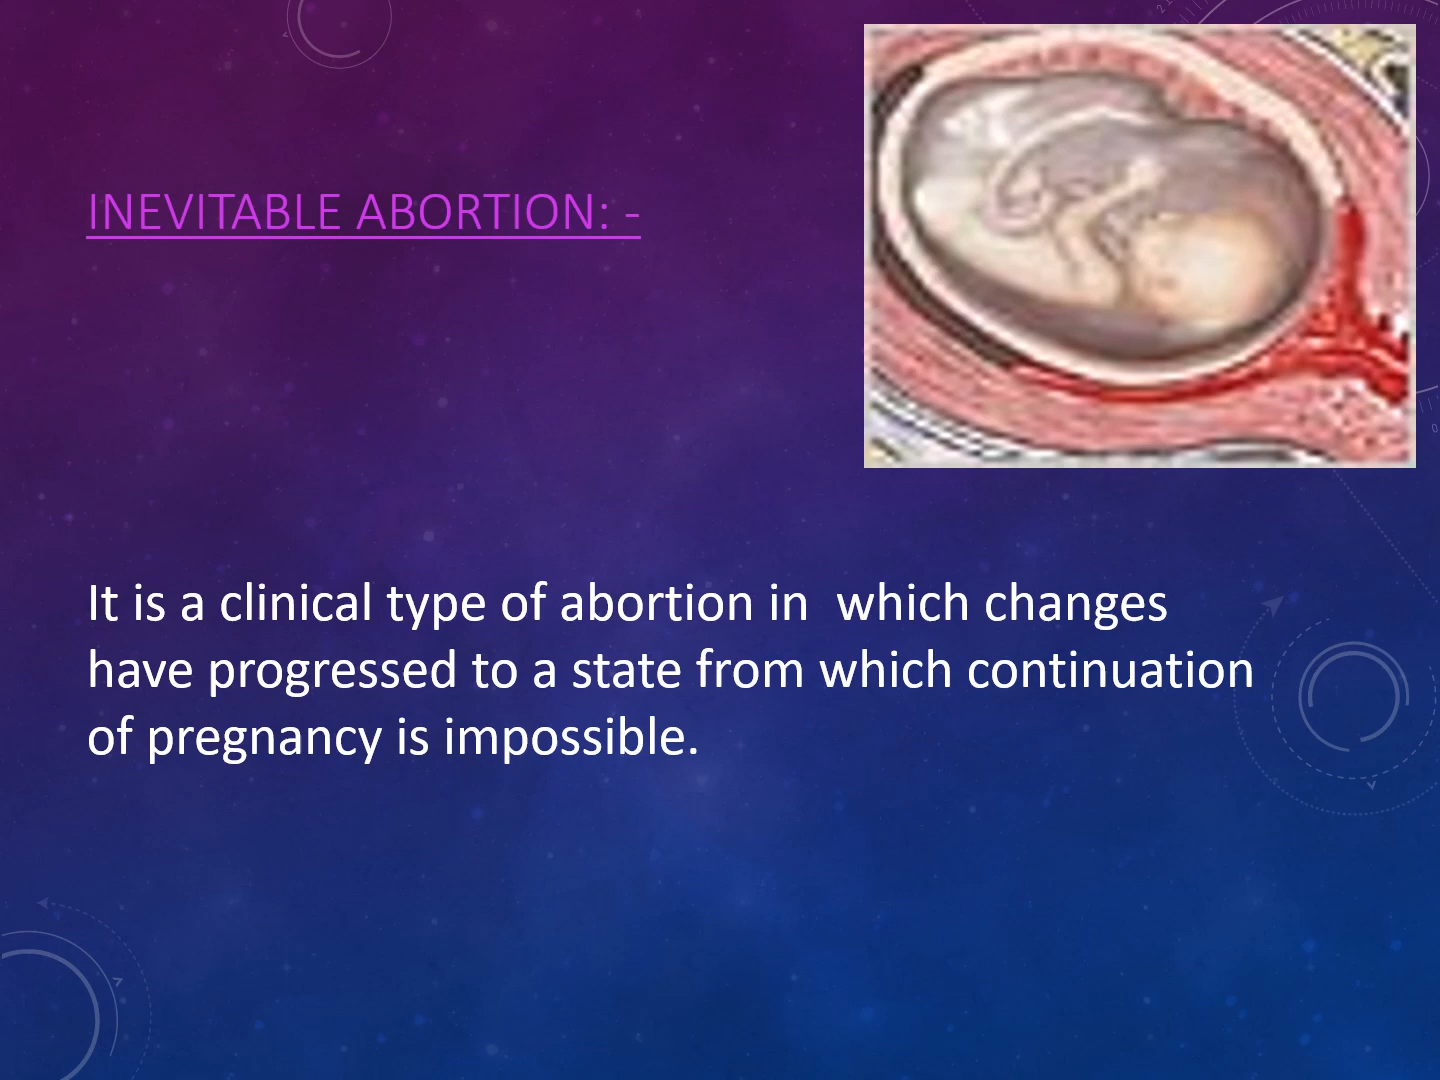 INEVITABLE ABORTION: -
It is a clinical type of abortion in  which changes
have progressed to a state from which continuation
of pregnancy is impossible.